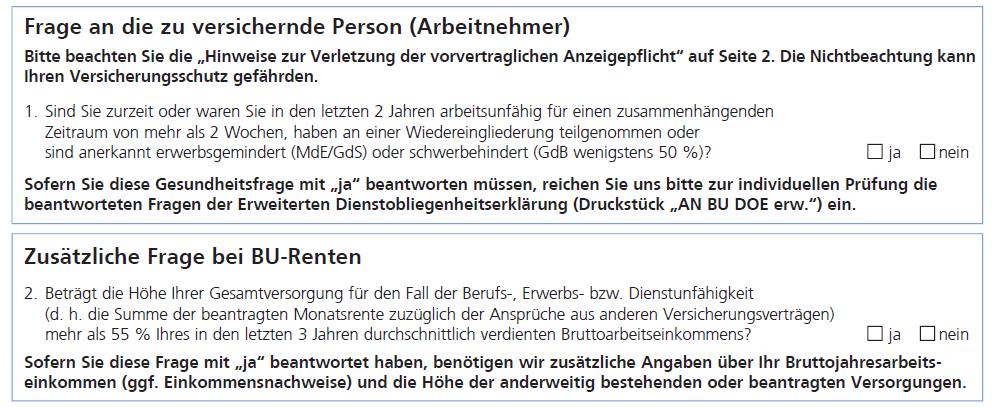 Frage an die zu versichernde Person (Arbeitnehmer)
Bitte beachten Sie die „Hinweise zur Verletzung der vorvertraglichen Anzeigepflicht“ auf Seite 2. Die Nichtbeachtung kann
Ihren Versicherungsschutz gefährden.
1. Sind Sie zurzeit oder waren Sie in den letzten 2 Jahren arbeitsunfähig für einen zusammenhängenden
Zeitraum von mehr als 2 Wochen, haben an einer Wiedereingliederung teilgenommen oder
sind anerkannt erwerbsgemindert (MdE/GdS) oder schwerbehindert (GdB wenigstens 50 %)? ☐ ja ☐ nein
Sofern Sie diese Gesundheitsfrage mit „ja“ beantworten müssen, reichen Sie uns bitte zur individuellen Prüfung die
beantworteten Fragen der Erweiterten Dienstobliegenheitserklärung (Druckstück „AN BU DOE erw.“) ein.
Zusätzliche Frage bei BU-Renten
2. Beträgt die Höhe Ihrer Gesamtversorgung für den Fall der Berufs-, Erwerbs- bzw. Dienstunfähigkeit
(d. h. die Summe der beantragten Monatsrente zuzüglich der Ansprüche aus anderen Versicherungsverträgen)
mehr als 55 % Ihres in den letzten 3 Jahren durchschnittlich verdienten Bruttoarbeitseinkommens? ☐ ja ☐ nein
Sofern Sie diese Frage mit „ja“ beantwortet haben, benötigen wir zusätzliche Angaben über Ihr Bruttojahresarbeits-
einkommen (ggf. Einkommensnachweise) und die Höhe der anderweitig bestehenden oder beantragten Versorgungen.